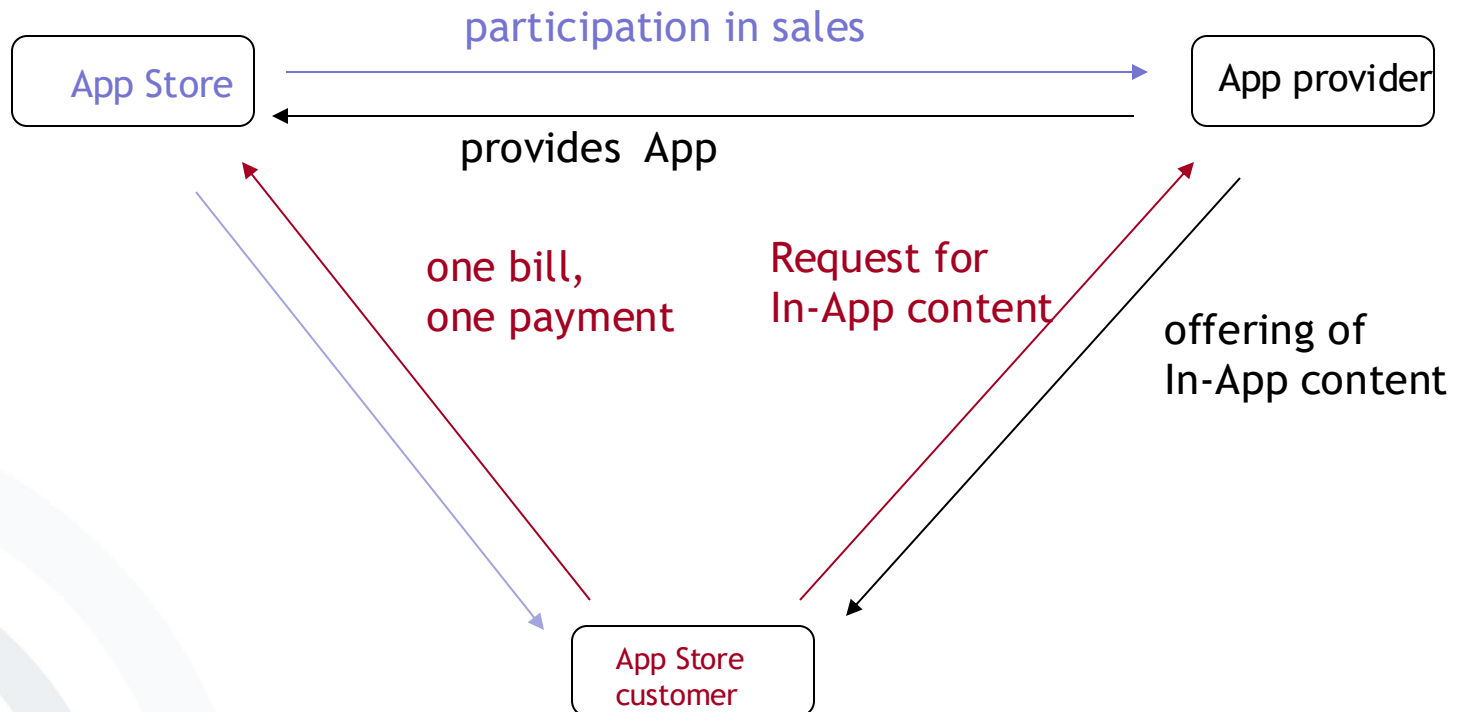 participation in sales
App Store
App provider
provides App
one bill,
one payment
Request for
In-App content
offering of
In-App content
App Store
customer